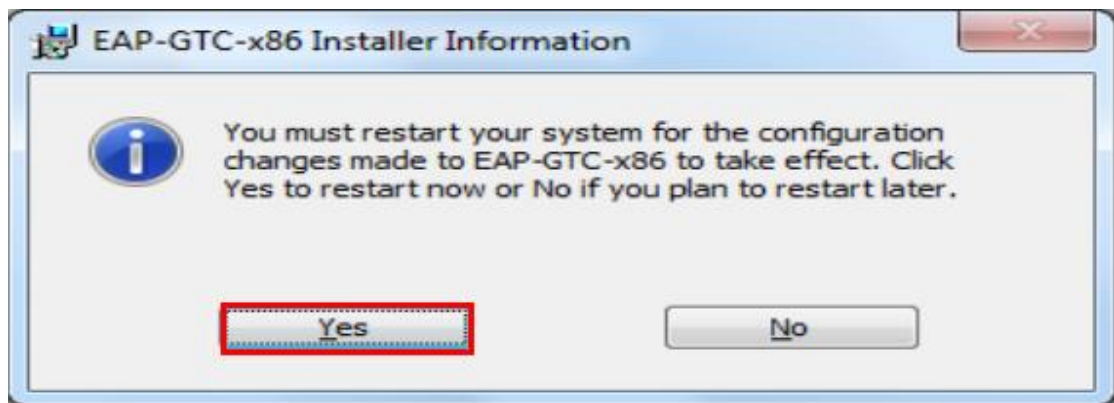 EAP-GTC-x86 Installer Information
You must restart your system for the configuration
changes made to EAP-GTC-x86 to take effect. Click
Yes to restart now or No if you plan to restart later.
Yes
No